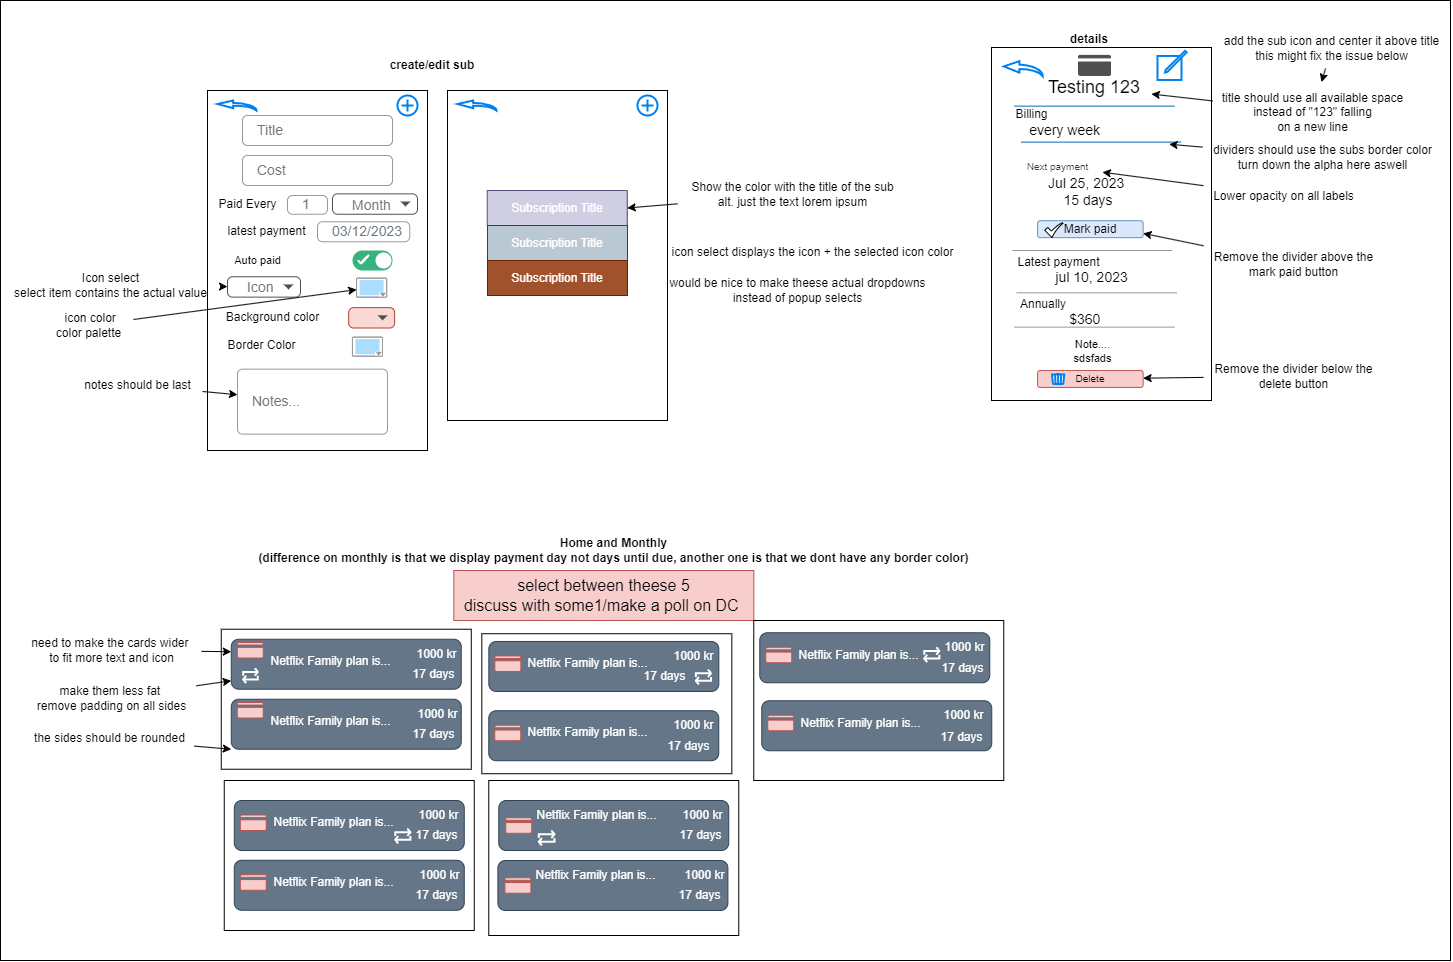 create/edit sub
Title
Cost
Paid Every
1
Month
latest payment
03/12/2023
Auto paid
Icon
Background color
Border Color
Notes...
Icon select
select item contains the actual value
icon color
color palette
notes should be last
Subscription Title
Subscription Title
Subscription Title
Show the color with the title of the sub
alt. just the text lorem ipsum
icon select displays the icon + the selected icon color
would be nice to make theese actual dropdowns
instead of popup selects
details
Testing 123
Billing
every week
Next payment
Jul 25, 2023
15 days
Mark paid
Latest payment
jul 10, 2023
Annually
$360
Note....
sdsfads
Delete
add the sub icon and center it above title
this might fix the issue below
title should use all available space
instead of "123" falling
on a new line
dividers should use the subs border color
turn down the alpha here aswell
Lower opacity on all labels
Remove the divider above the
mark paid button
Remove the divider below the
delete button
Home and Monthly
(difference on monthly is that we display payment day not days until due, another one is that we dont have any border color)
select between theese 5
discuss with some1/make a poll on DC
need to make the cards wider
to fit more text and icon
make them less fat
remove padding on all sides
the sides should be rounded
Netflix Family plan is...
1000 kr
17 days
Netflix Family plan is...
1000 kr
17 days
Netflix Family plan is...
1000 kr
17 days
Netflix Family plan is...
1000 kr
17 days
Netflix Family plan is...
1000 kr
17 days
Netflix Family plan is...
1000 kr
17 days
Netflix Family plan is...
1000 kr
17 days
Netflix Family plan is...
1000 kr
17 days
Netflix Family plan is...
1000 kr
17 days
Netflix Family plan is...
1000 kr
17 days